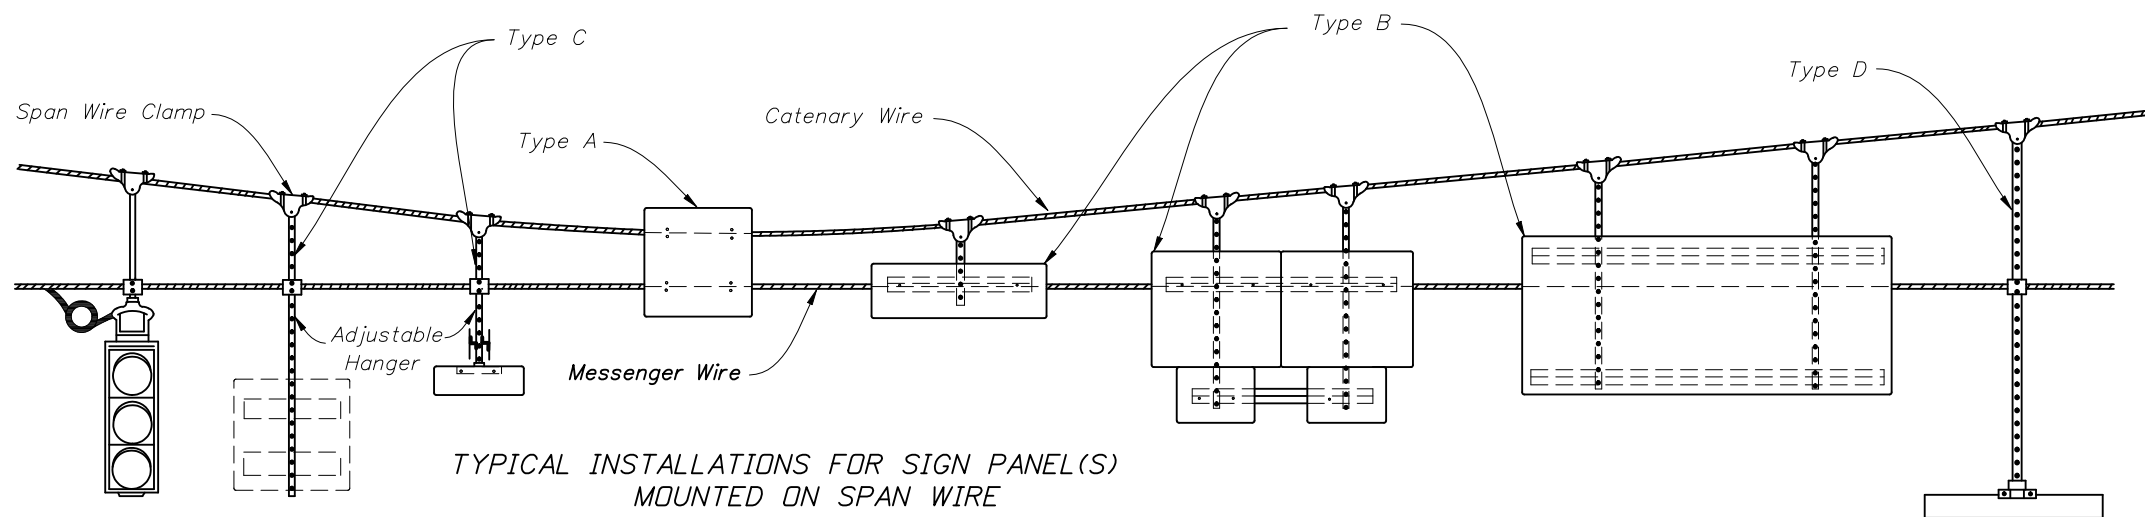 Type C
Type B
Type D
Span Wire Clamp
Type A
Catenary Wire
Adjustable
Hanger
Messenger Wire
TYPICAL INSTALLATIONS FOR SIGN PANEL(S)
MOUNTED ON SPAN WIRE